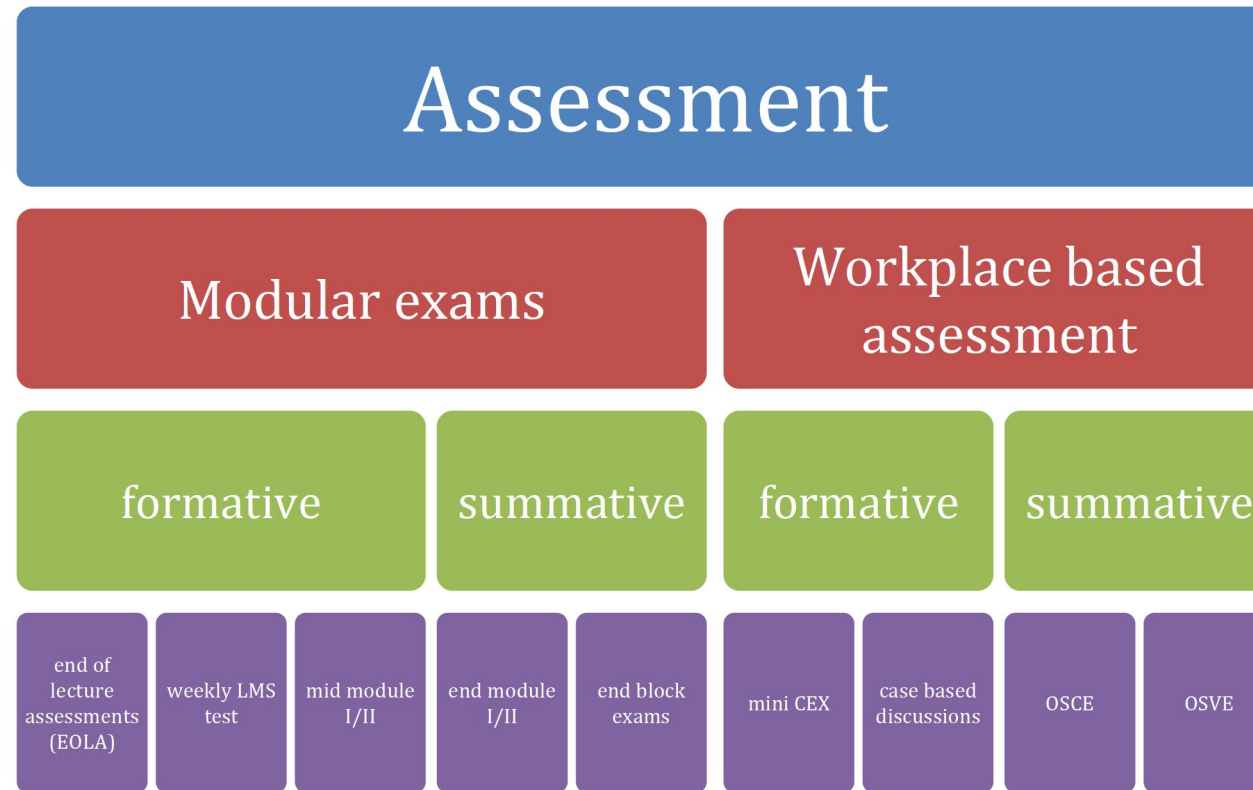 Assessment
Modular exams
Workplace based
assessment
formative
summative
formative
summative
end of
lecture
assessments
(EOLA)
weekly LMS
test
mid module
I/II
end module
I/II
end block
exams
mini CEX
case based
discussions
OSCE
OSVE